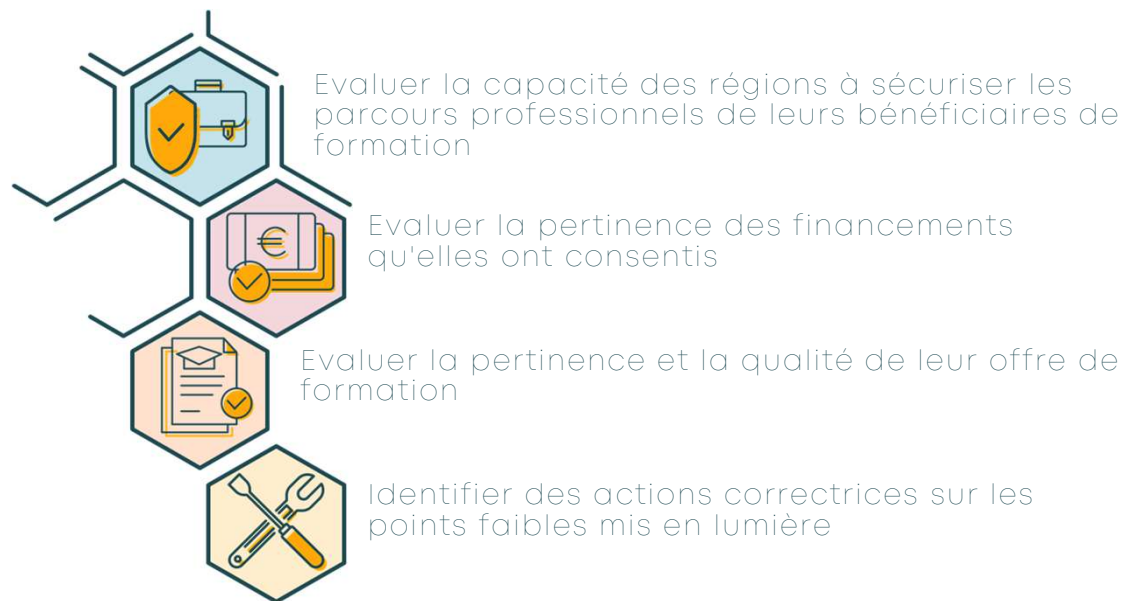 Evaluer la capacité des régions à sécuriser les
parcours professionnels de leurs bénéficiaires de
formation
Evaluer la pertinence des financements
qu'elles ont consentis
€
Evaluer la pertinence et la qualité de leur offre de
formation
Identifier des actions correctrices sur les
points faibles mis en lumière